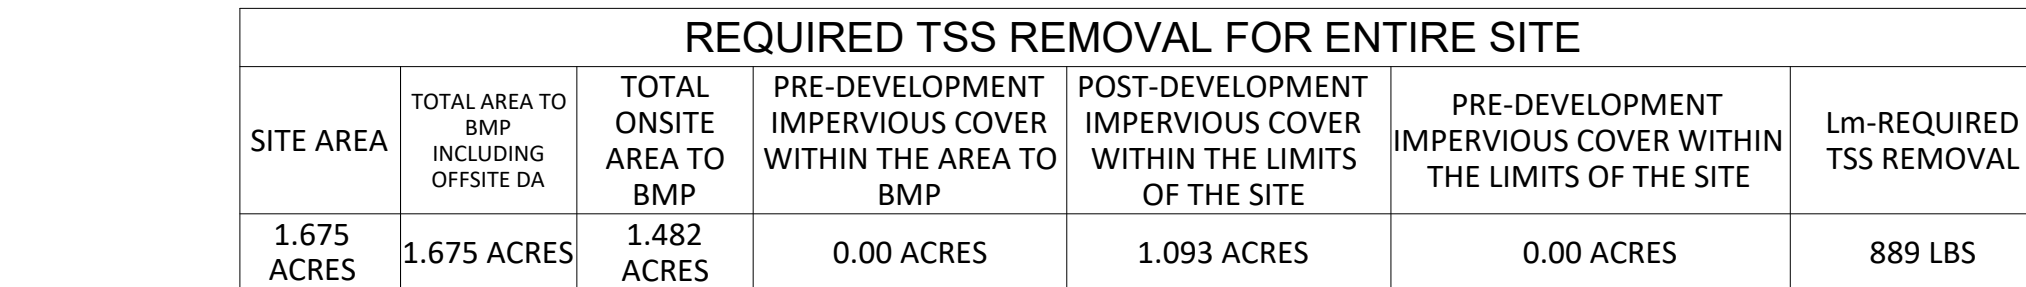 REQUIRED TSS REMOVAL FOR ENTIRE SITE
SITE AREA
TOTAL AREA TO
BMP
INCLUDING
OFFSITE DA
TOTAL
ONSITE
AREA TO
BMP
PRE-DEVELOPMENT
IMPERVIOUS COVER
WITHIN THE AREA TO
BMP
POST-DEVELOPMENT
IMPERVIOUS COVER
WITHIN THE LIMITS
OF THE SITE
PRE-DEVELOPMENT
IMPERVIOUS COVER WITHIN
THE LIMITS OF THE SITE
Lm-REQUIRED
TSS REMOVAL
1.675
ACRES
1.675 ACRES
1.482
ACRES
0.00 ACRES
1.093 ACRES
0.00 ACRES
889 LBS